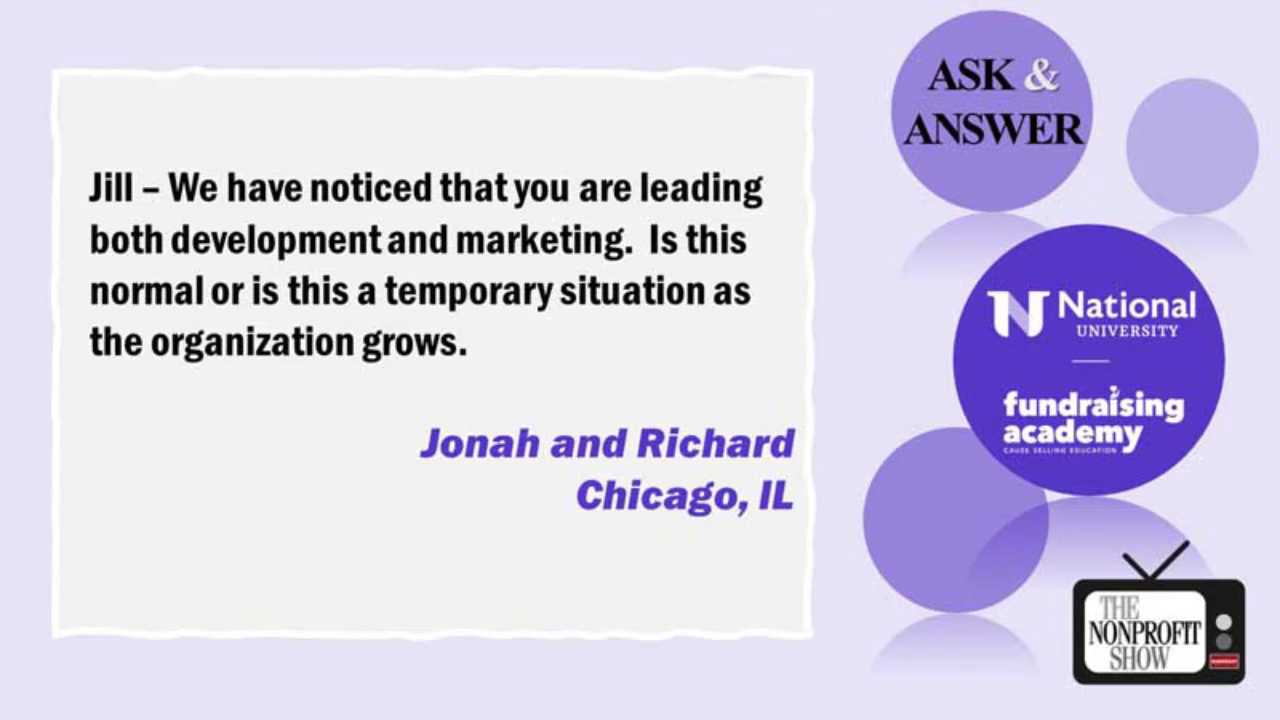 Jill – We have noticed that you are leading
both development and marketing.  Is this
normal or is this a temporary situation as
the organization grows.
Jonah and Richard
Chicago, IL
ASK &
ANSWER
National
UNIVERSITY
fundraising
academy
CAUSE SELLING EDUCATION
THE
NONPROFIT
SHOW